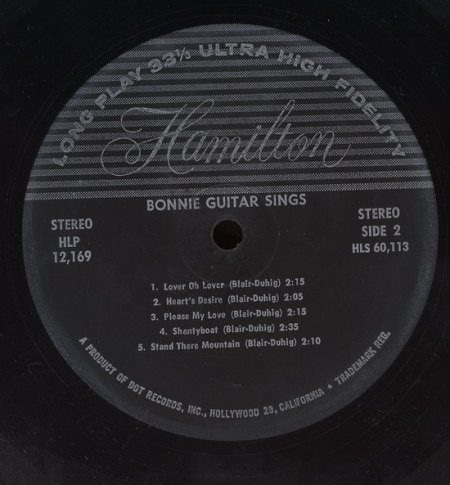 LONG PLAY 33⅓ ULTRA HIGH FIDELITY
Hamilton
BONNIE GUITAR SINGS
STEREO
HLP
12,169
STEREO
SIDE 2
HLS 60,113
1. Lover Oh Lover (Blair-Duhig) 2:15
2. Heart's Desire (Blair-Duhig) 2:05
3. Please My Love (Blair-Duhig) 2:15
4. Shantyboat (Blair-Duhig) 2:35
5. Stand There Mountain (Blair-Duhig) 2:10
A PRODUCT OF DOT RECORDS, INC., HOLLYWOOD 28, CALIFORNIA • TRADEMARK REG.